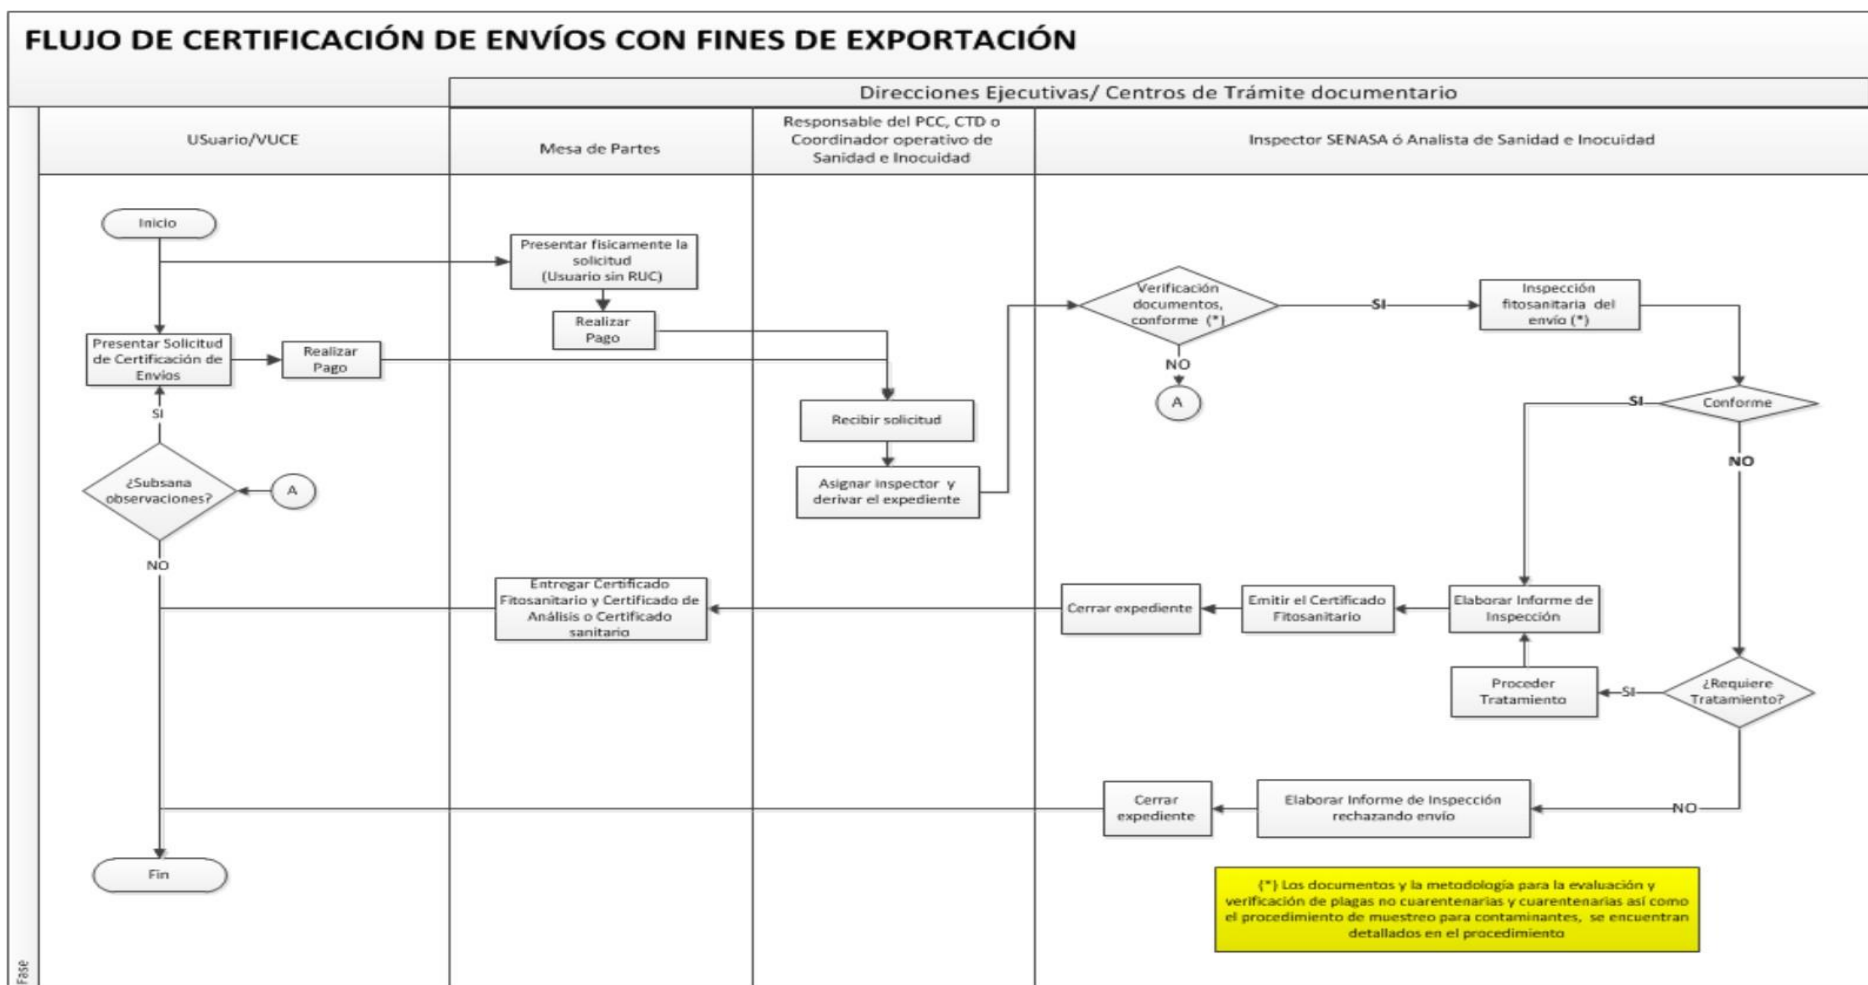 FLUJO DE CERTIFICACIÓN DE ENVÍOS CON FINES DE EXPORTACIÓN
Direcciones Ejecutivas/ Centros de Trámite documentario
USuario/VUCE
Mesa de Partes
Responsable del PCC, CTD o
Coordinador operativo de
Sanidad e Inocuidad
Inspector SENASA ó Analista de Sanidad e Inocuidad
Inicio
Presentar fisicamente la
solicitud
(Usuario sin RUC)
Realizar
Pago
Presentar Solicitud
de Certificación de
Envíos
Realizar
Pago
Recibir solicitud
Asignar inspector y
derivar el expediente
Verificación
documentos,
conforme (*)
SI
NO
A
Inspección
fitosanitaria del
envío (*)
Conforme
SI
NO
SI
¿Subsana
observaciones?
A
NO
Entregar Certificado
Fitosanitario y Certificado de
Análisis o Certificado
sanitario
Cerrar expediente
Emitir el Certificado
Fitosanitario
Elaborar Informe de
Inspección
Proceder
Tratamiento
SI
¿Requiere
Tratamiento?
NO
Elaborar Informe de Inspección
rechazando envío
Cerrar
expediente
Fin
(*) Los documentos y la metodología para la evaluación y
verificación de plagas no cuarentenarias y cuarentenarias así como
el procedimiento de muestreo para contaminantes, se encuentran
detallados en el procedimiento
Fase